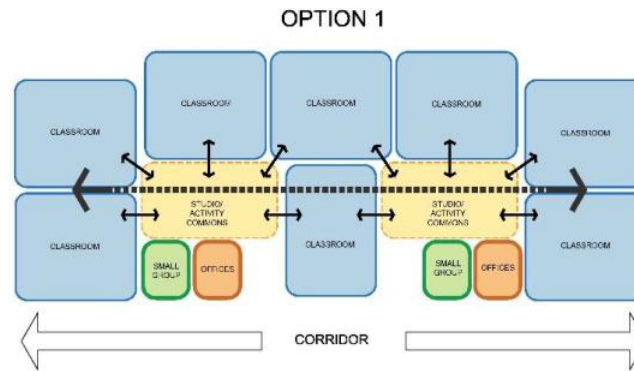 OPTION 1
CLASSROOM
CLASSROOM
CLASSROOM
CLASSROOM
CLASSROOM
STUDIO/
ACTIVITY
COMMONS
STUDIO/
ACTIVITY
COMMONS
CLASSROOM
CLASSROOM
CLASSROOM
SMALL
GROUP
OFFICES
SMALL
GROUP
OFFICES
CORRIDOR